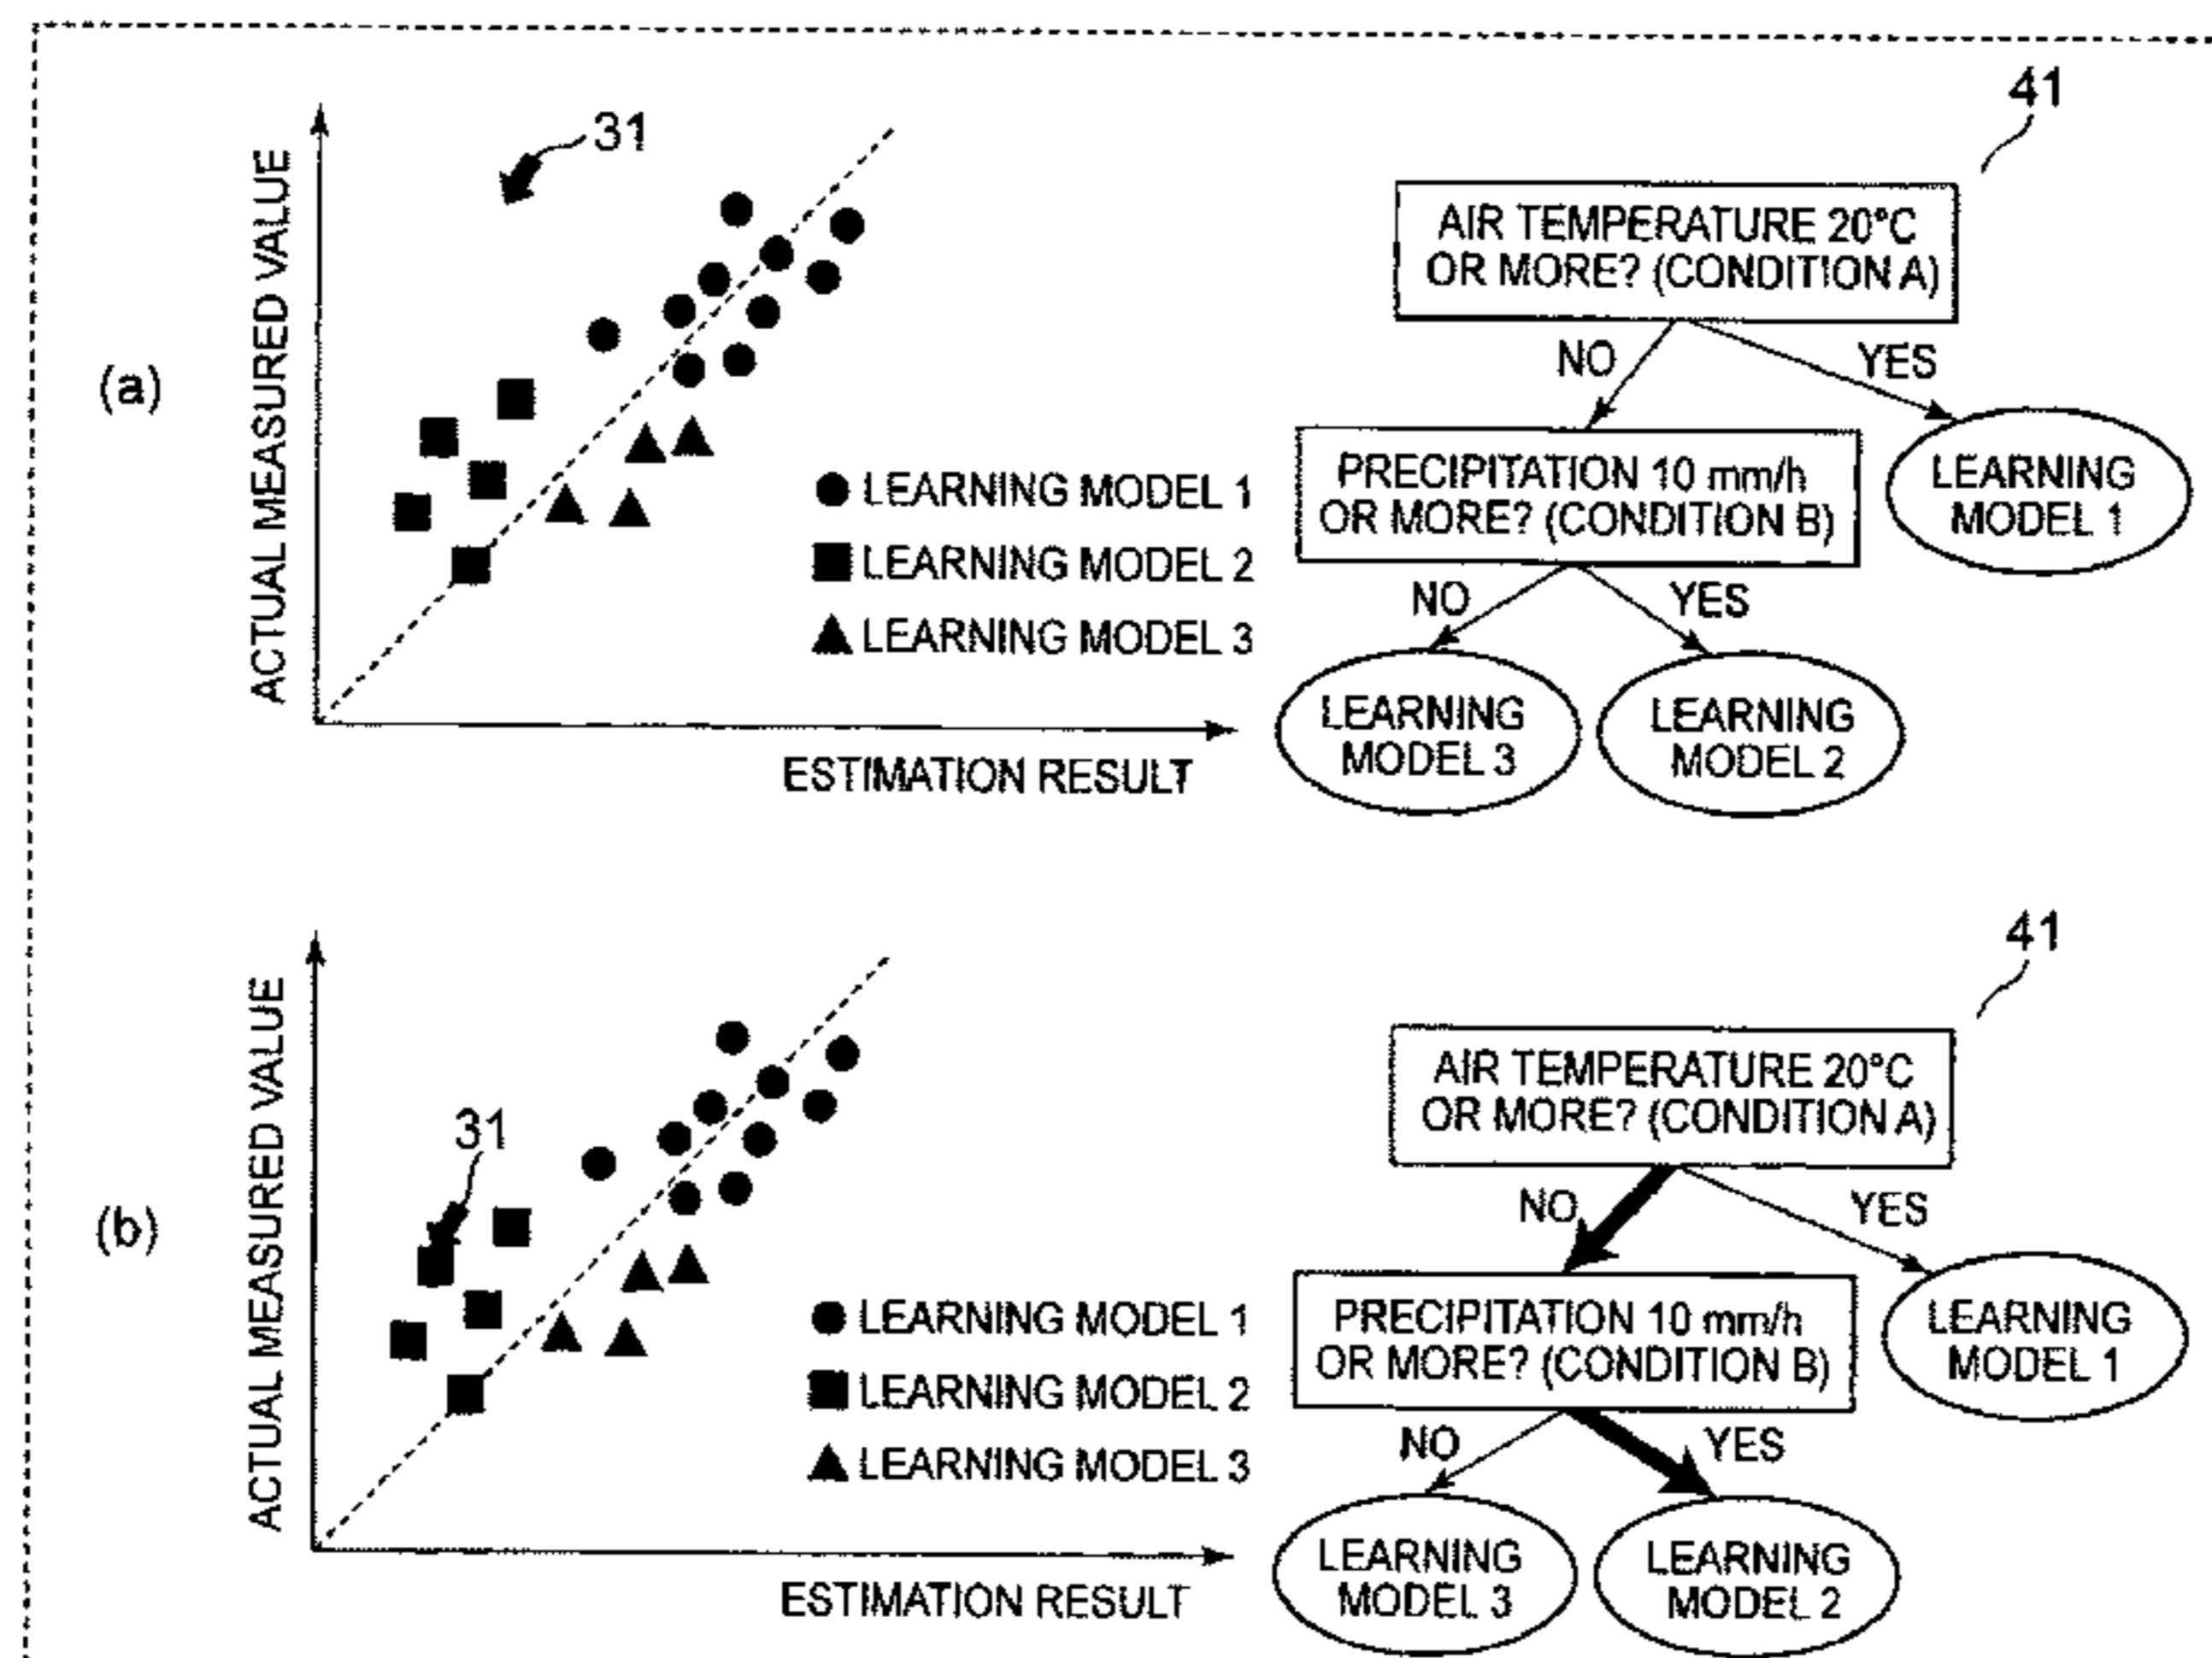 (a)
ACTUAL MEASURED VALUE
31
LEARNING MODEL 1
LEARNING MODEL 2
LEARNING MODEL 3
ESTIMATION RESULT
41
AIR TEMPERATURE 20°C
OR MORE? (CONDITION A)
NO
YES
PRECIPITATION 10 mm/h
OR MORE? (CONDITION B)
LEARNING
MODEL 1
NO
YES
LEARNING
MODEL 3
LEARNING
MODEL 2
(b)
ACTUAL MEASURED VALUE
31
LEARNING MODEL 1
LEARNING MODEL 2
LEARNING MODEL 3
ESTIMATION RESULT
41
AIR TEMPERATURE 20°C
OR MORE? (CONDITION A)
NO
YES
PRECIPITATION 10 mm/h
OR MORE? (CONDITION B)
LEARNING
MODEL 1
NO
YES
LEARNING
MODEL 3
LEARNING
MODEL 2